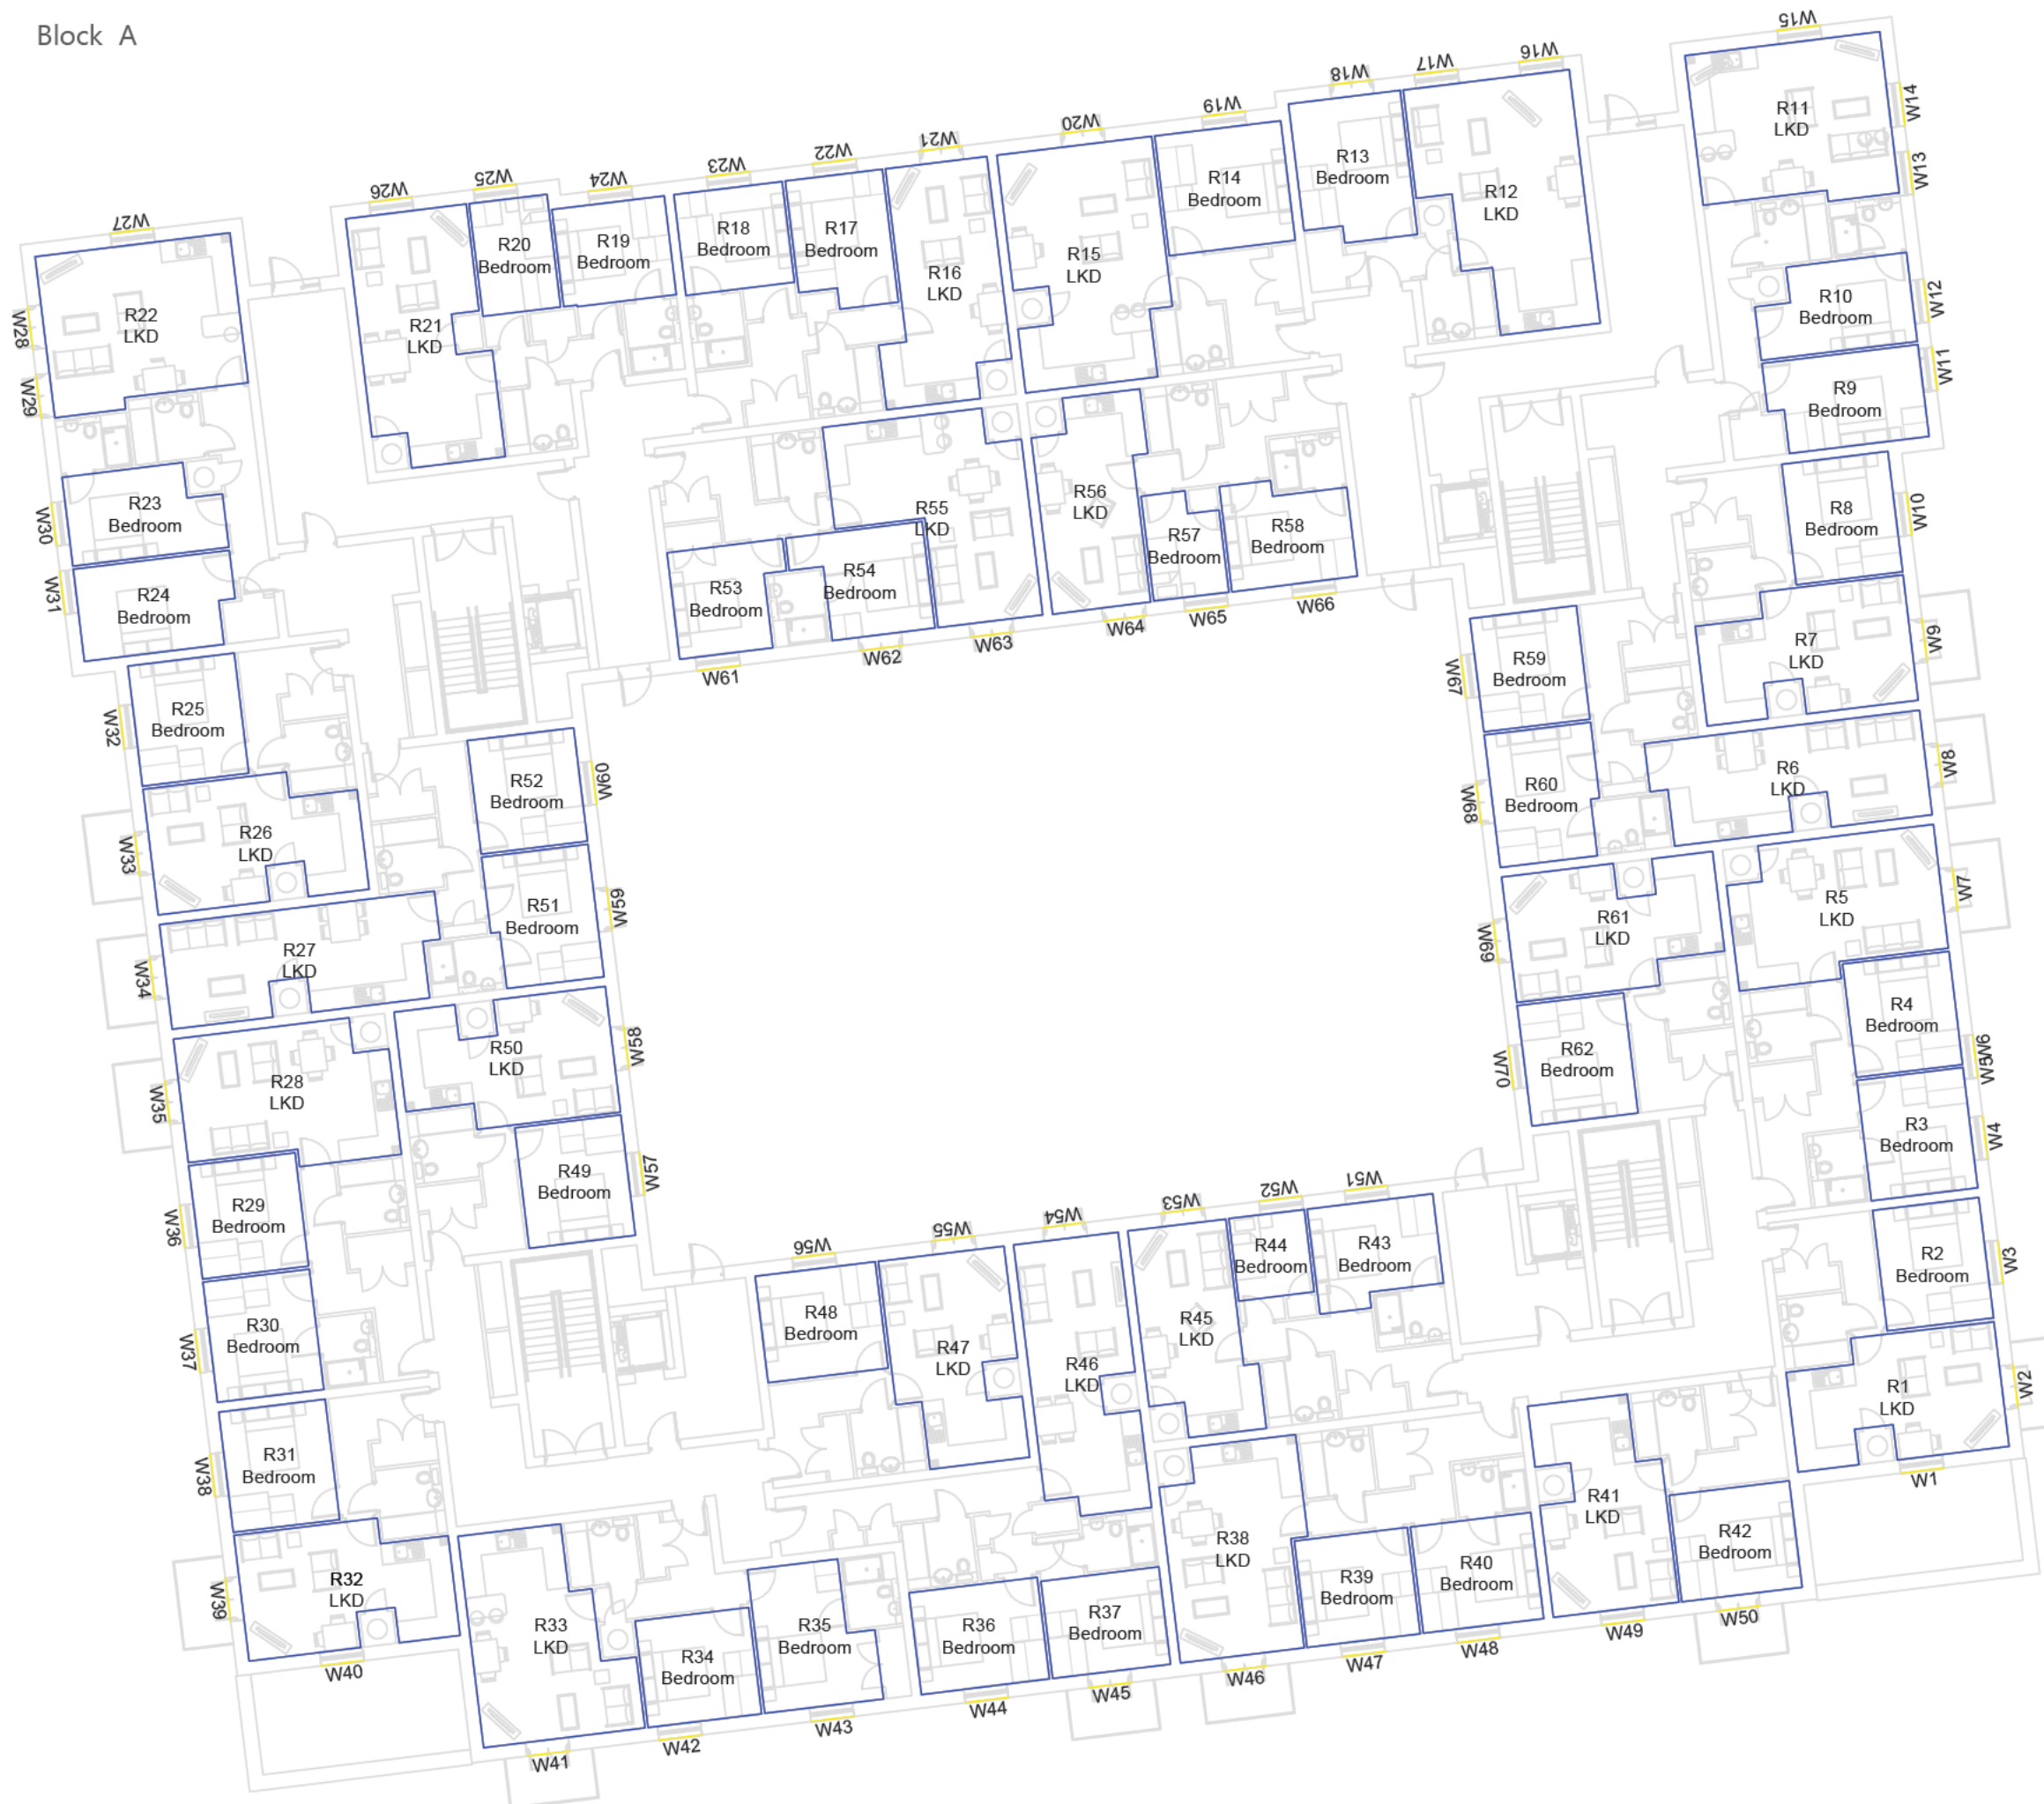 Block A
W15
W16
W17
W18
W19
W20
W21
W22
W23
W24
W25
W26
W27
R11
LKD
W14
W13
R12
LKD
R13
Bedroom
R14
Bedroom
R15
LKD
R16
LKD
R17
Bedroom
R18
Bedroom
R19
Bedroom
R20
Bedroom
R21
LKD
R22
LKD
W28
W29
R10
Bedroom
W12
W11
R9
Bedroom
R8
Bedroom
W10
R7
LKD
W9
R6
LKD
W8
R5
LKD
W7
R4
Bedroom
W5W6
R3
Bedroom
W4
R2
Bedroom
W3
R1
LKD
W2
W1
R23
Bedroom
W30
R24
Bedroom
W31
R25
Bedroom
W32
R26
LKD
W33
R27
LKD
W34
R28
LKD
W35
R29
Bedroom
W36
R30
Bedroom
W37
R31
Bedroom
W38
R32
LKD
W39
W40
R53
Bedroom
W61
R54
Bedroom
W62
R55
LKD
W63
R56
LKD
W64
R57
Bedroom
W65
R58
Bedroom
W66
R59
Bedroom
W67
R60
Bedroom
W68
R61
LKD
W69
R62
Bedroom
W70
R52
Bedroom
W60
R51
Bedroom
W59
R50
LKD
W58
R49
Bedroom
W57
W56
W55
W54
W53
W52
W51
R48
Bedroom
R47
LKD
R46
LKD
R45
LKD
R44
Bedroom
R43
Bedroom
R33
LKD
R34
Bedroom
R35
Bedroom
R36
Bedroom
R37
Bedroom
R38
LKD
R39
Bedroom
R40
Bedroom
R41
LKD
R42
Bedroom
W41
W42
W43
W44
W45
W46
W47
W48
W49
W50